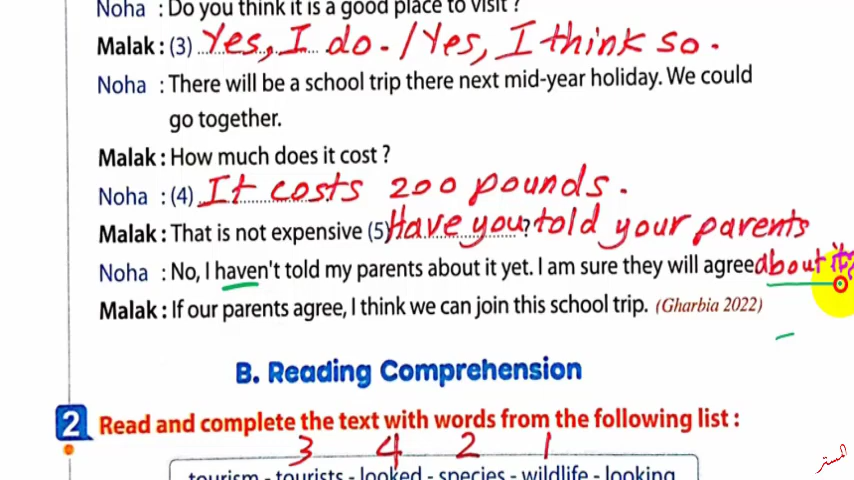 Noha : Do you think it is a good place to visit ?
Malak : (3) Yes, I do. / Yes, I think so.
Noha : There will be a school trip there next mid-year holiday. We could
go together.
Malak : How much does it cost ?
Noha : (4) It costs 200 pounds.
Malak : That is not expensive (5) Have you told your parents
Noha : No, I haven't told my parents about it yet. I am sure they will agree. about it?
Malak : If our parents agree, I think we can join this school trip. (Gharbia 2022)
B. Reading Comprehension
2 Read and complete the text with words from the following list :
3 4 2 1
tourism - tourists - looked - species - wildlife - looking
المستر